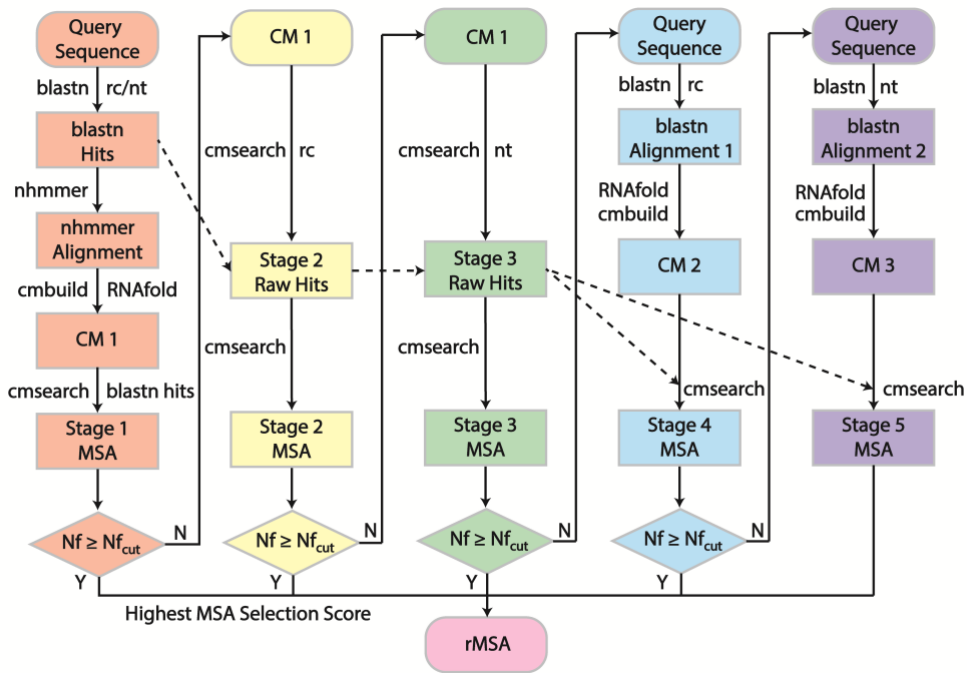 Query
Sequence
blastn rc/nt
blastn
Hits
nhmmer
nhmmer
Alignment
cmbuild RNAfold
CM 1
cmsearch blastn hits
Stage 1
MSA
Nf ≥ Nfcut
N
Y
CM 1
cmsearch rc
Stage 2
Raw Hits
cmsearch
Stage 2
MSA
Nf ≥ Nfcut
N
Y
CM 1
cmsearch nt
Stage 3
Raw Hits
cmsearch
Stage 3
MSA
Nf ≥ Nfcut
N
Y
Query
Sequence
blastn rc
blastn
Alignment 1
RNAfold
cmbuild
CM 2
cmsearch
Stage 4
MSA
Nf ≥ Nfcut
N
Y
Query
Sequence
blastn nt
blastn
Alignment 2
RNAfold
cmbuild
CM 3
cmsearch
Stage 5
MSA
Highest MSA Selection Score
rMSA